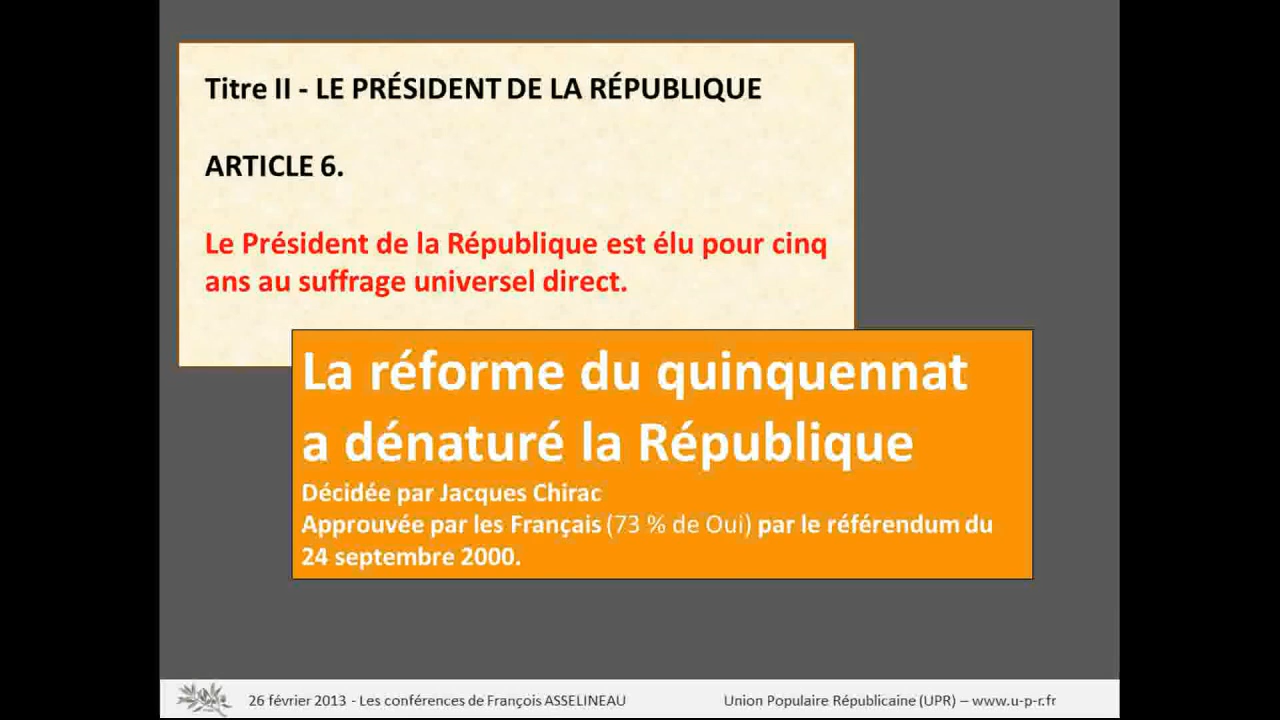 Titre II - LE PRÉSIDENT DE LA RÉPUBLIQUE
ARTICLE 6.
Le Président de la République est élu pour cinq
ans au suffrage universel direct.
La réforme du quinquennat
a dénaturé la République
Décidée par Jacques Chirac
Approuvée par les Français (73 % de Oui) par le référendum du
24 septembre 2000.
26 février 2013 - Les conférences de François ASSELINEAU
Union Populaire Républicaine (UPR) – www.u-p-r.fr